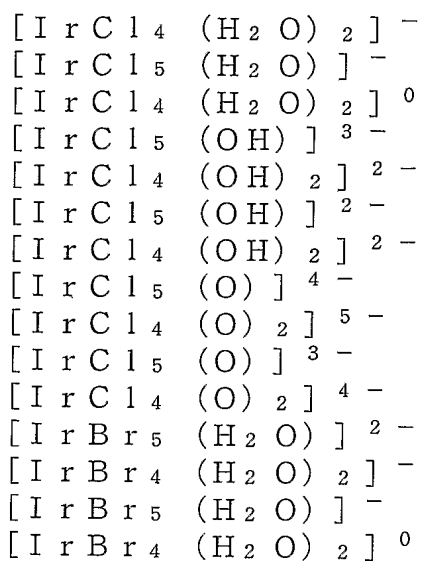 [IrCl₄(H₂O)₂]⁻
[IrCl₅(H₂O)]⁻
[IrCl₄(H₂O)₂]⁰
[IrCl₅(OH)]³⁻
[IrCl₄(OH)₂]²⁻
[IrCl₅(OH)]²⁻
[IrCl₄(OH)₂]²⁻
[IrCl₅(O)]⁴⁻
[IrCl₄(O)₂]⁵⁻
[IrCl₅(O)]³⁻
[IrCl₄(O)₂]⁴⁻
[IrBr₅(H₂O)]²⁻
[IrBr₄(H₂O)₂]⁻
[IrBr₅(H₂O)]⁻
[IrBr₄(H₂O)₂]⁰